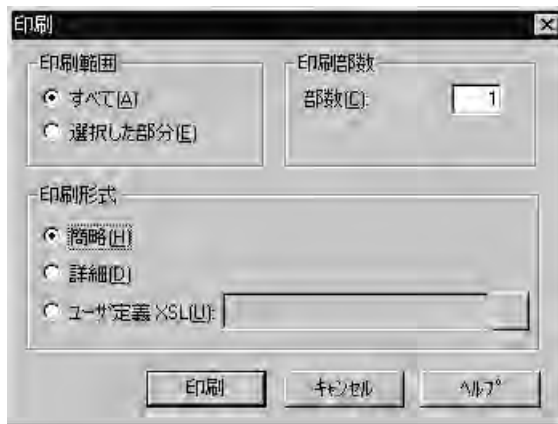 印刷
印刷範囲
すべて(A)
選択した部分(E)
印刷部数
部数(C):
1
印刷形式
簡略(H)
詳細(D)
ユーザ定義 XSL(U):
印刷
キャンセル
ヘルプ